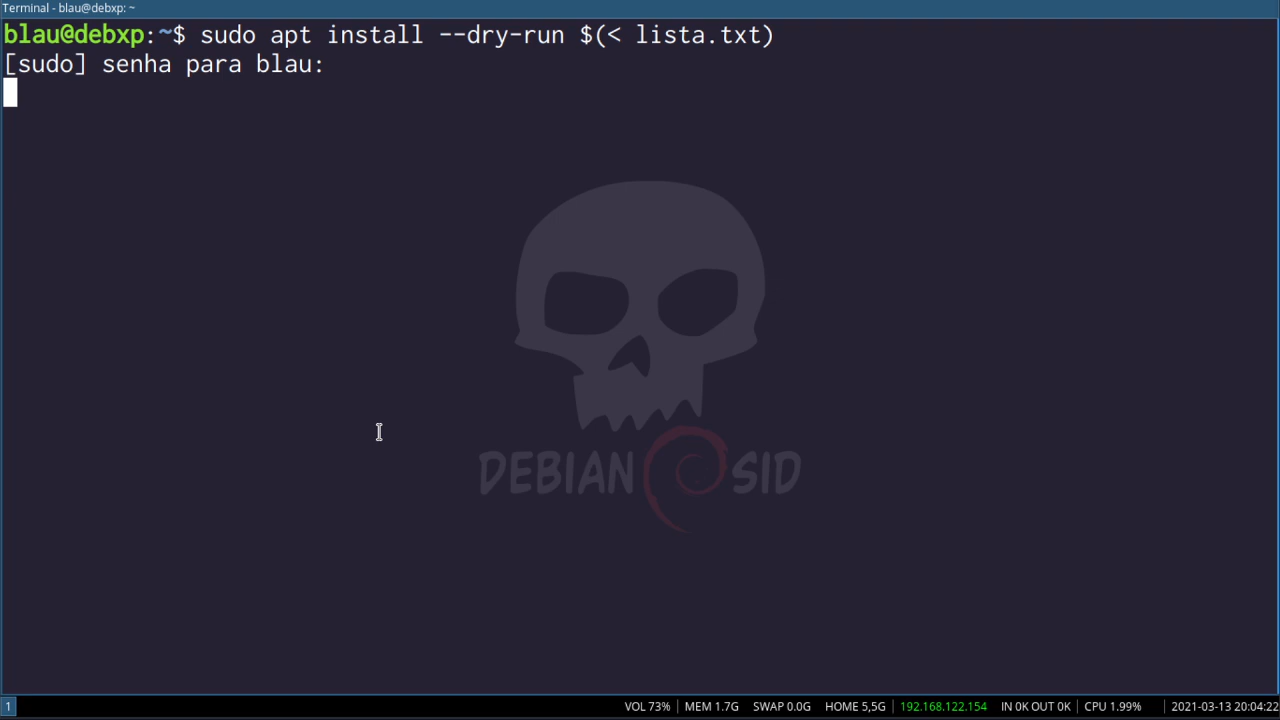 Terminal - blau@debxp: ~
blau@debxp:~$ sudo apt install --dry-run $(< lista.txt)
[sudo] senha para blau:
DEBIAN SID
1 VOL 73% MEM 1.7G SWAP 0.0G HOME 5,5G 192.168.122.154 IN 0K OUT 0K CPU 1.99% 2021-03-13 20:04:22